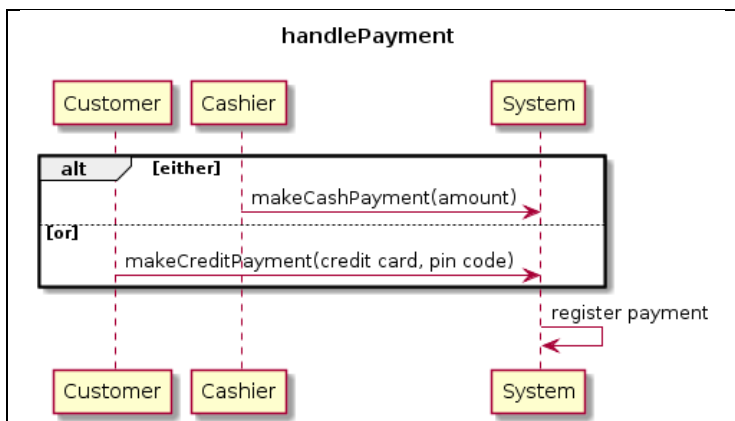 handlePayment
Customer Cashier System
alt [either]
makeCashPayment(amount)
[or]
makeCreditPayment(credit card, pin code)
register payment
Customer Cashier System